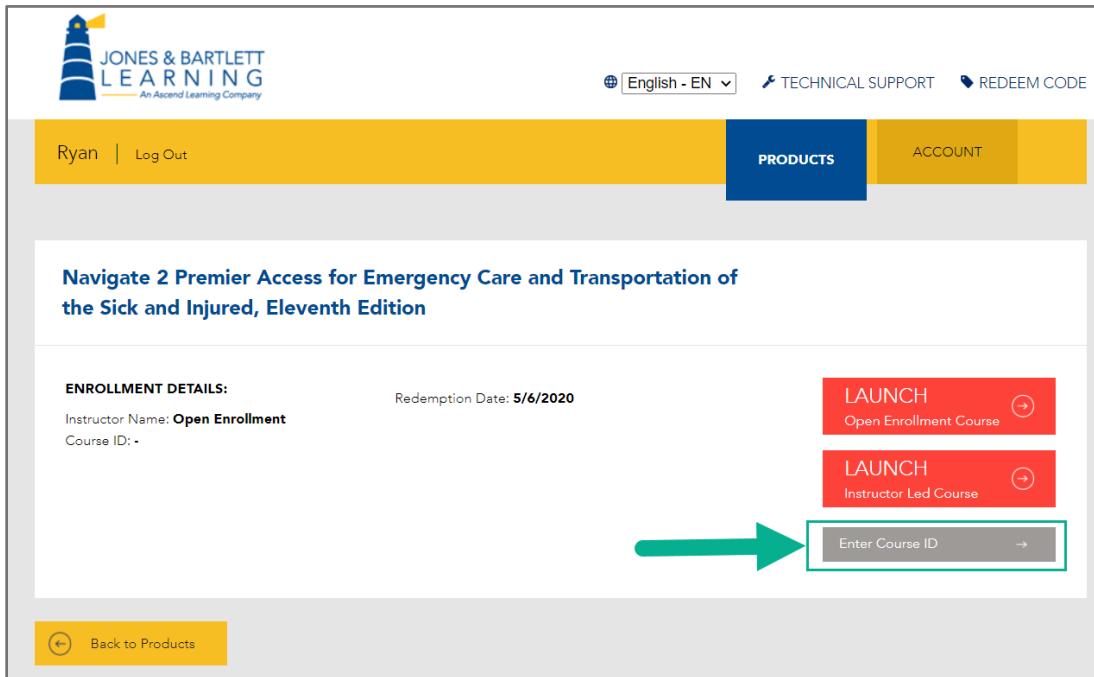 JONES & BARTLETT
LEARNING
An Ascend Learning Company
English - EN
TECHNICAL SUPPORT
REDEEM CODE
Ryan | Log Out
PRODUCTS
ACCOUNT
Navigate 2 Premier Access for Emergency Care and Transportation of
the Sick and Injured, Eleventh Edition
ENROLLMENT DETAILS:
Instructor Name: Open Enrollment
Course ID: -
Redemption Date: 5/6/2020
LAUNCH
Open Enrollment Course
LAUNCH
Instructor Led Course
Enter Course ID
Back to Products